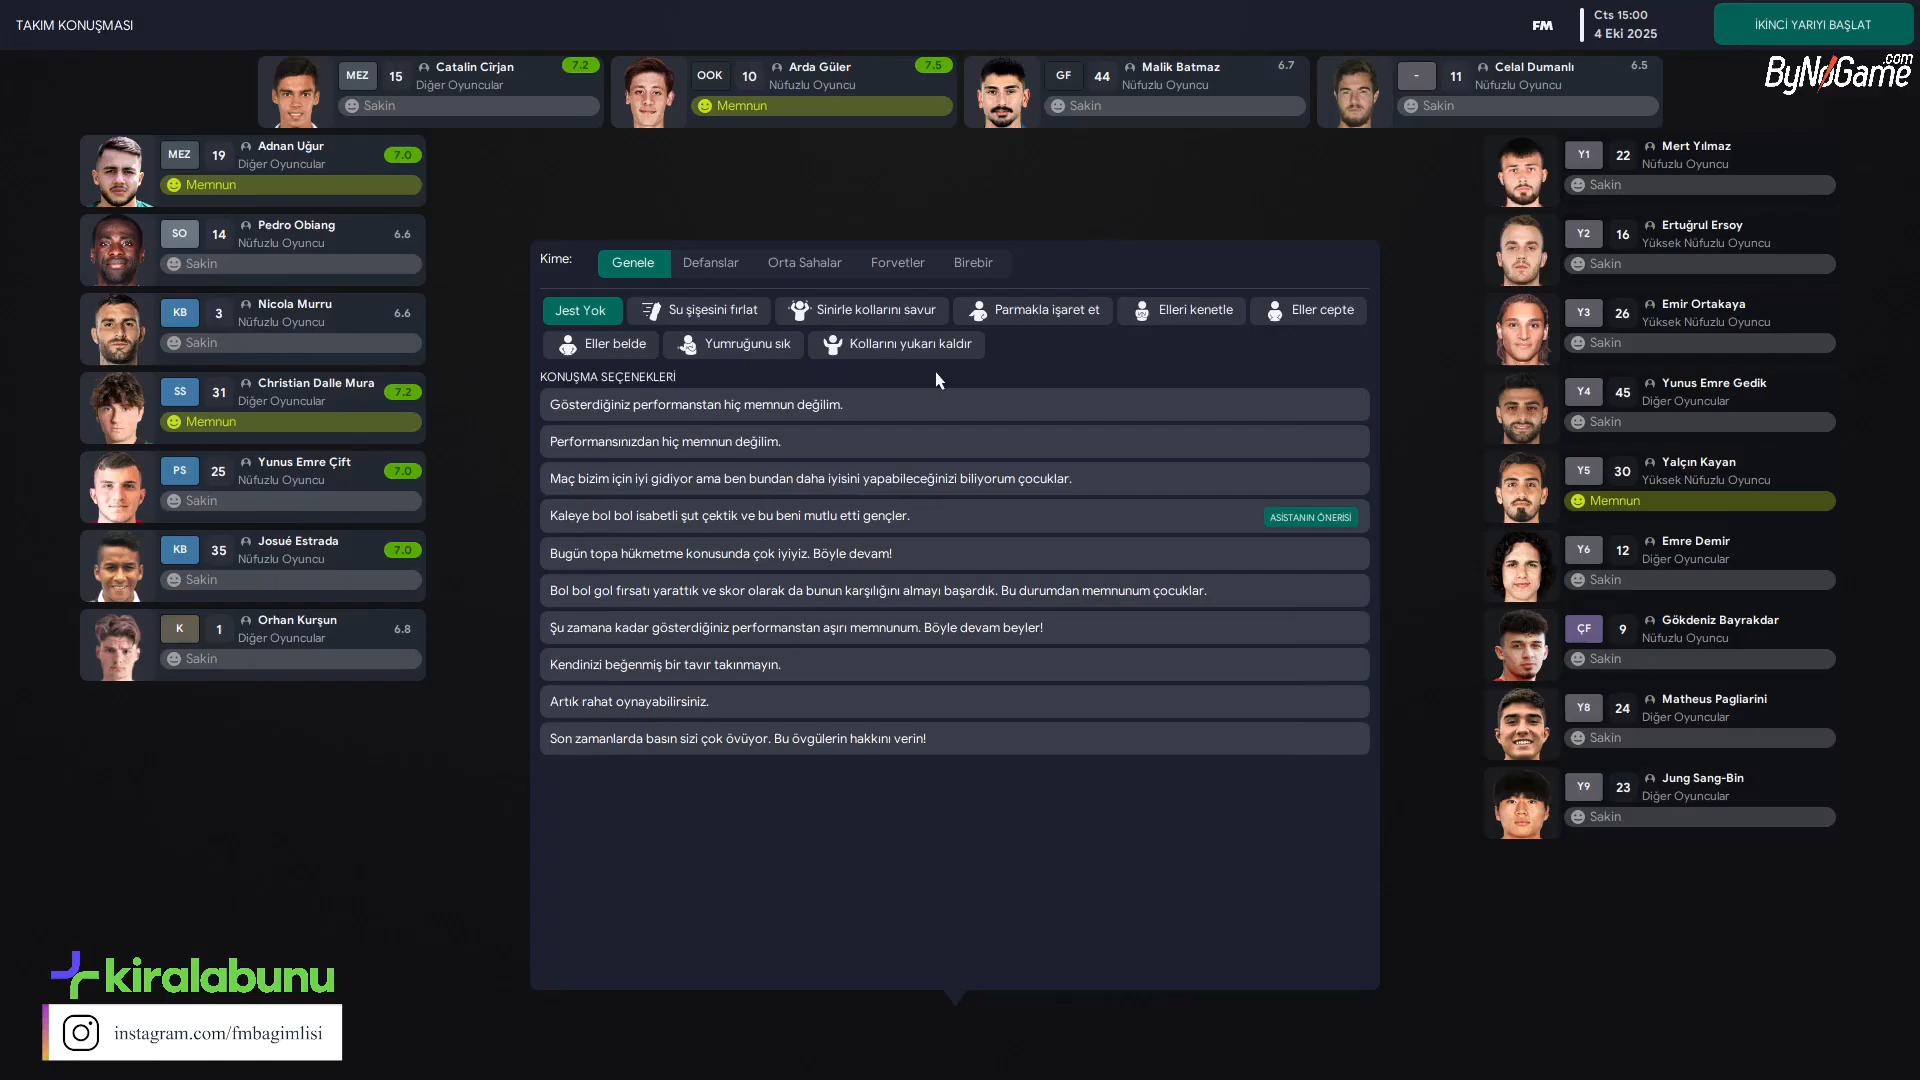 TAKIM KONUŞMASI
FM
Cts 15:00
4 Eki 2025
İKİNCİ YARIYI BAŞLAT
ByNoGame.com
MEZ 15 Catalin Cîrjan 7.2
Diğer Oyuncular
Sakin
OOK 10 Arda Güler 7.5
Nüfuzlu Oyuncu
Memnun
GF 44 Malik Batmaz 6.7
Nüfuzlu Oyuncu
Sakin
- 11 Celal Dumanlı 6.5
Nüfuzlu Oyuncu
Sakin
MEZ 19 Adnan Uğur 7.0
Diğer Oyuncular
Memnun
SO 14 Pedro Obiang 6.6
Nüfuzlu Oyuncu
Sakin
KB 3 Nicola Murru 6.6
Nüfuzlu Oyuncu
Sakin
SS 31 Christian Dalle Mura 7.2
Diğer Oyuncular
Memnun
PS 25 Yunus Emre Çift 7.0
Nüfuzlu Oyuncu
Sakin
KB 35 Josué Estrada 7.0
Nüfuzlu Oyuncu
Sakin
K 1 Orhan Kurşun 6.8
Diğer Oyuncular
Sakin
Kime: Genele Defanslar Orta Sahalar Forvetler Birebir
Jest Yok Su şişesini fırlat Sinirle kollarını savur Parmakla işaret et Elleri kenetle Eller cepte
Eller belde Yumruğunu sık Kollarını yukarı kaldır
KONUŞMA SEÇENEKLERİ
Gösterdiğiniz performanstan hiç memnun değilim.
Performansınızdan hiç memnun değilim.
Maç bizim için iyi gidiyor ama ben bundan daha iyisini yapabileceğinizi biliyorum çocuklar.
Kaleye bol bol isabetli şut çektik ve bu beni mutlu etti gençler. ASİSTANIN ÖNERİSİ
Bugün topa hükmetme konusunda çok iyiyiz. Böyle devam!
Bol bol gol fırsatı yarattık ve skor olarak da bunun karşılığını almayı başardık. Bu durumdan memnunum çocuklar.
Şu zamana kadar gösterdiğiniz performanstan aşırı memnunum. Böyle devam beyler!
Kendinizi beğenmiş bir tavır takınmayın.
Artık rahat oynayabilirsiniz.
Son zamanlarda basın sizi çok övüyor. Bu övgülerin hakkını verin!
Y1 22 Mert Yılmaz
Nüfuzlu Oyuncu
Sakin
Y2 16 Ertuğrul Ersoy
Yüksek Nüfuzlu Oyuncu
Sakin
Y3 26 Emir Ortakaya
Yüksek Nüfuzlu Oyuncu
Sakin
Y4 45 Yunus Emre Gedik
Diğer Oyuncular
Sakin
Y5 30 Yalçın Kayan
Yüksek Nüfuzlu Oyuncu
Memnun
Y6 12 Emre Demir
Diğer Oyuncular
Sakin
ÇF 9 Gökdeniz Bayrakdar
Nüfuzlu Oyuncu
Sakin
Y8 24 Matheus Pagliarini
Diğer Oyuncular
Sakin
Y9 23 Jung Sang-Bin
Diğer Oyuncular
Sakin
kiralabunu
instagram.com/fmbagimlisi